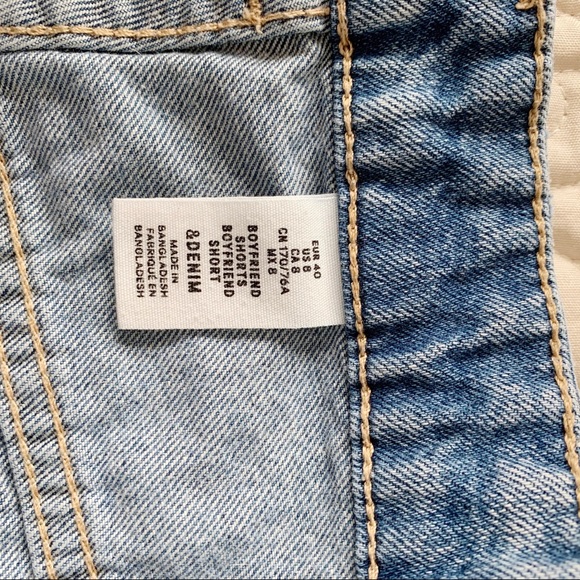 EUR 40
US 8
CA 8
CN 170/76A
MX 8
BOYFRIEND
SHORTS
BOYFRIEND
SHORT
&DENIM
MADE IN
BANGLADESH
FABRIQUÉ EN
BANGLADESH